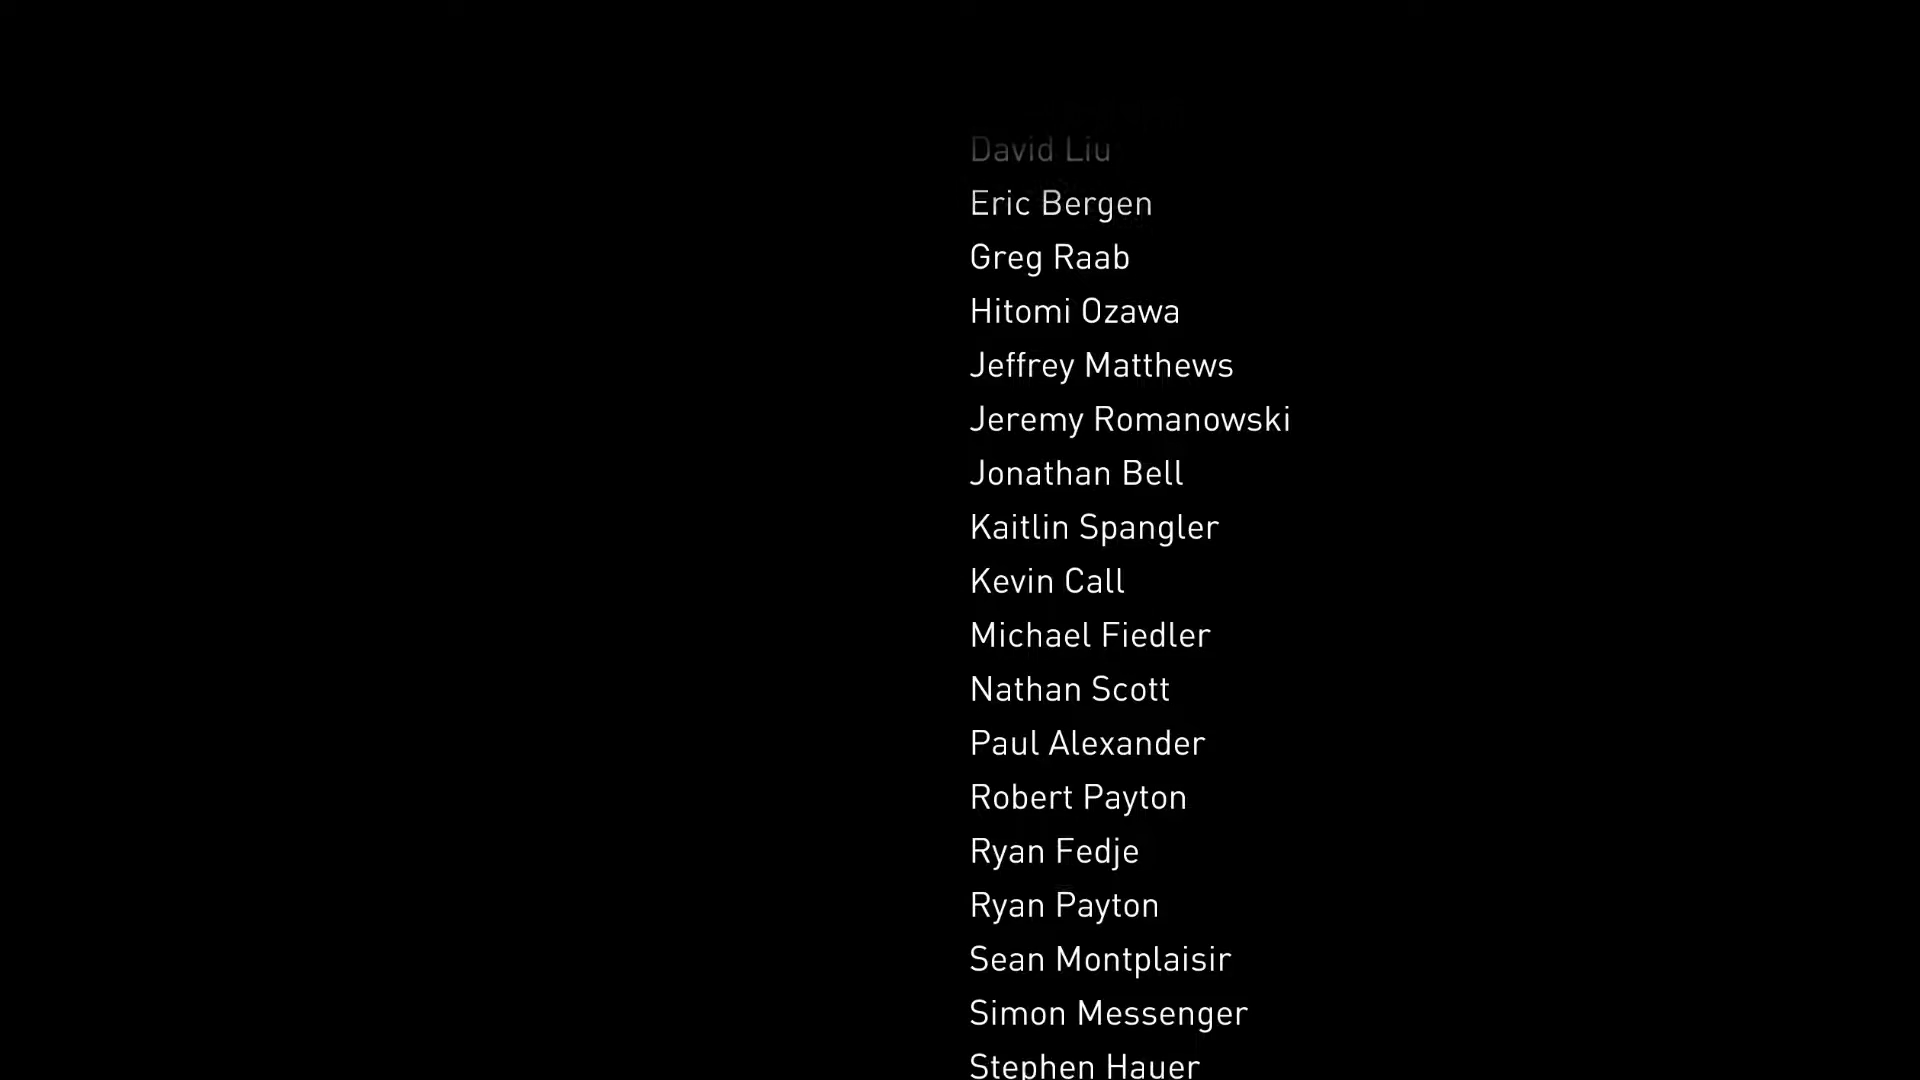 David Liu
Eric Bergen
Greg Raab
Hitomi Ozawa
Jeffrey Matthews
Jeremy Romanowski
Jonathan Bell
Kaitlin Spangler
Kevin Call
Michael Fiedler
Nathan Scott
Paul Alexander
Robert Payton
Ryan Fedje
Ryan Payton
Sean Montplaisir
Simon Messenger
Stephen Hauer